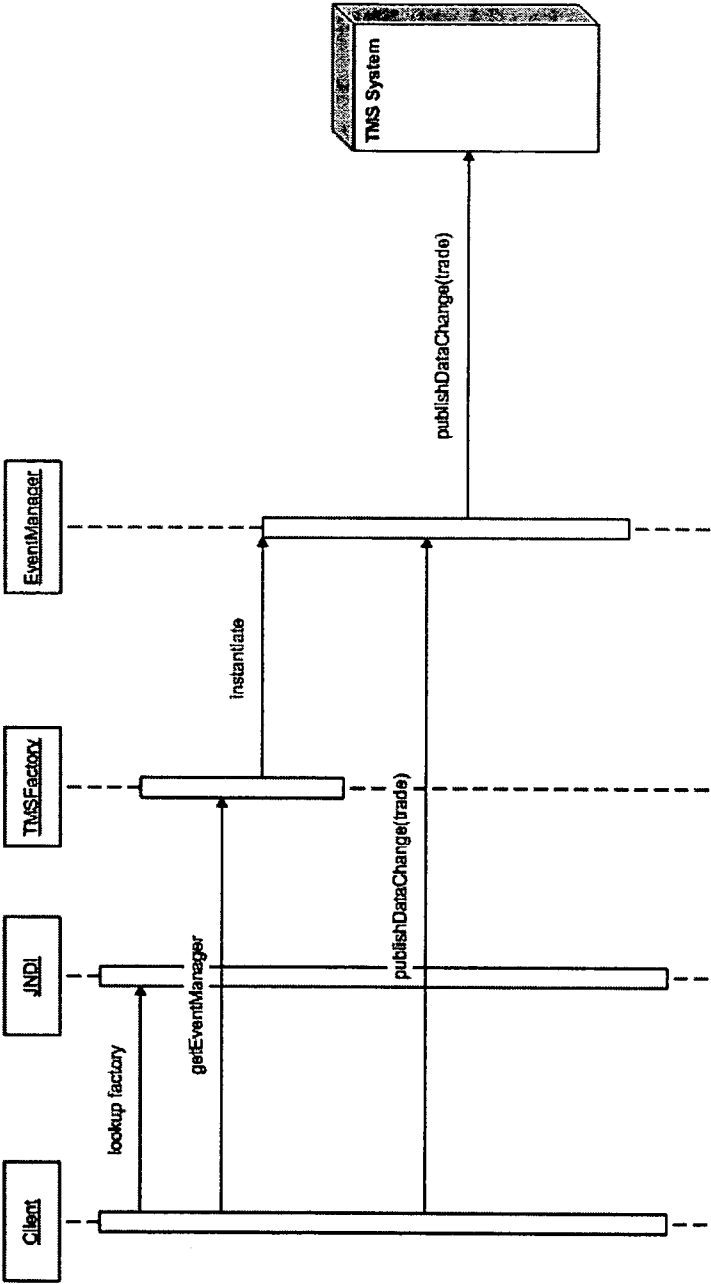 Client
JNDI
TMSFactory
EventManager
TMS System
lookup factory
getEventManager
instantiate
publishDataChange(trade)
publishDataChange(trade)